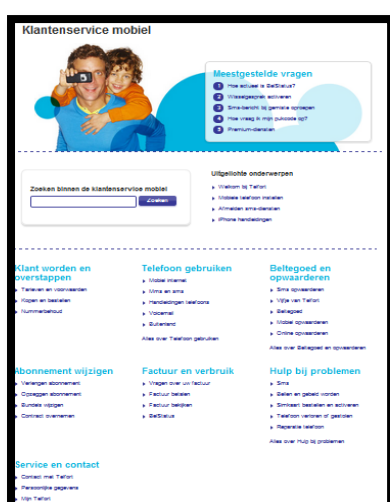 Klantenservice mobiel
Meestgestelde vragen
1 Hoe actueel is BelStatus?
2 Wisselgesprek activeren
3 Sms-bericht bij gemiste oproepen
4 Hoe vraag ik mijn pukcode op?
5 Premium-diensten
Zoeken binnen de klantenservice mobiel
Zoeken
Uitgelichte onderwerpen
Welkom bij Telfort
Mobiele telefoon instellen
Afmelden sms-diensten
iPhone handleidingen
Klant worden en
overstappen
Tarieven en voorwaarden
Kopen en bestellen
Nummerbehoud
Telefoon gebruiken
Mobiel internet
Mms en sms
Handleidingen telefoons
Voicemail
Buitenland
Alles over Telefoon gebruiken
Beltegoed en
opwaarderen
Sms opwaarderen
Vijfje van Telfort
Beltegoed
Mobiel opwaarderen
Online opwaarderen
Alles over Beltegoed en opwaarderen
Abonnement wijzigen
Verlengen abonnement
Opzeggen abonnement
Bundels wijzigen
Contract overnemen
Factuur en verbruik
Vragen over uw factuur
Factuur betalen
Factuur bekijken
BelStatus
Hulp bij problemen
Sms
Bellen en gebeld worden
Simkaart bestellen en activeren
Telefoon verloren of gestolen
Reparatie telefoon
Alles over Hulp bij problemen
Service en contact
Contact met Telfort
Persoonlijke gegevens
Mijn Telfort